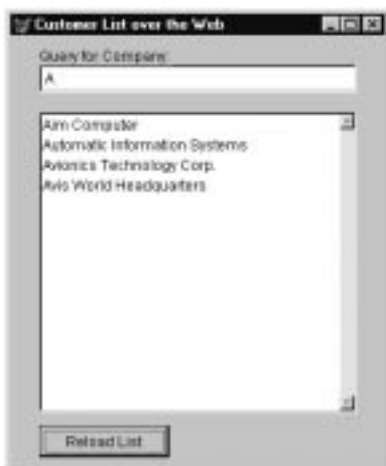 Customer List over the Web
Query for Company:
A
Aim Computer
Automatic Information Systems
Avionics Technology Corp.
Avis World Headquarters
Reload List